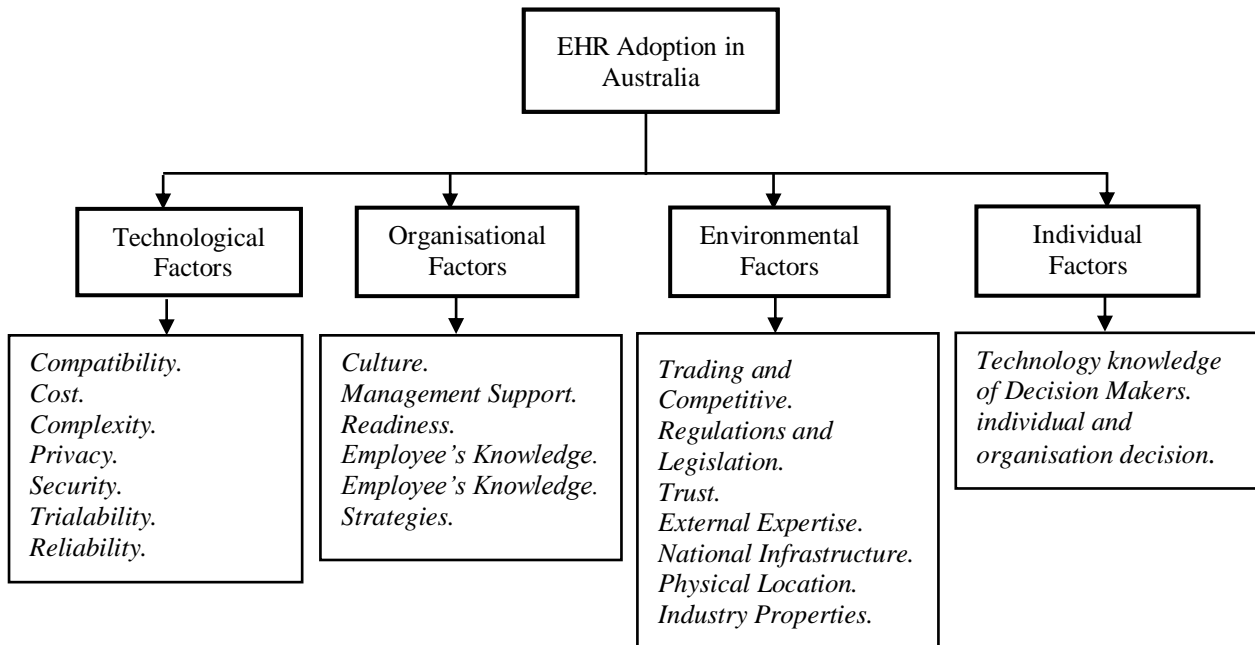 EHR Adoption in
Australia
Technological
Factors
Organisational
Factors
Environmental
Factors
Individual
Factors
Compatibility.
Cost.
Complexity.
Privacy.
Security.
Trialability.
Reliability.
Culture.
Management Support.
Readiness.
Employee’s Knowledge.
Employee’s Knowledge.
Strategies.
Trading and
Competitive.
Regulations and
Legislation.
Trust.
External Expertise.
National Infrastructure.
Physical Location.
Industry Properties.
Technology knowledge
of Decision Makers.
individual and
organisation decision.